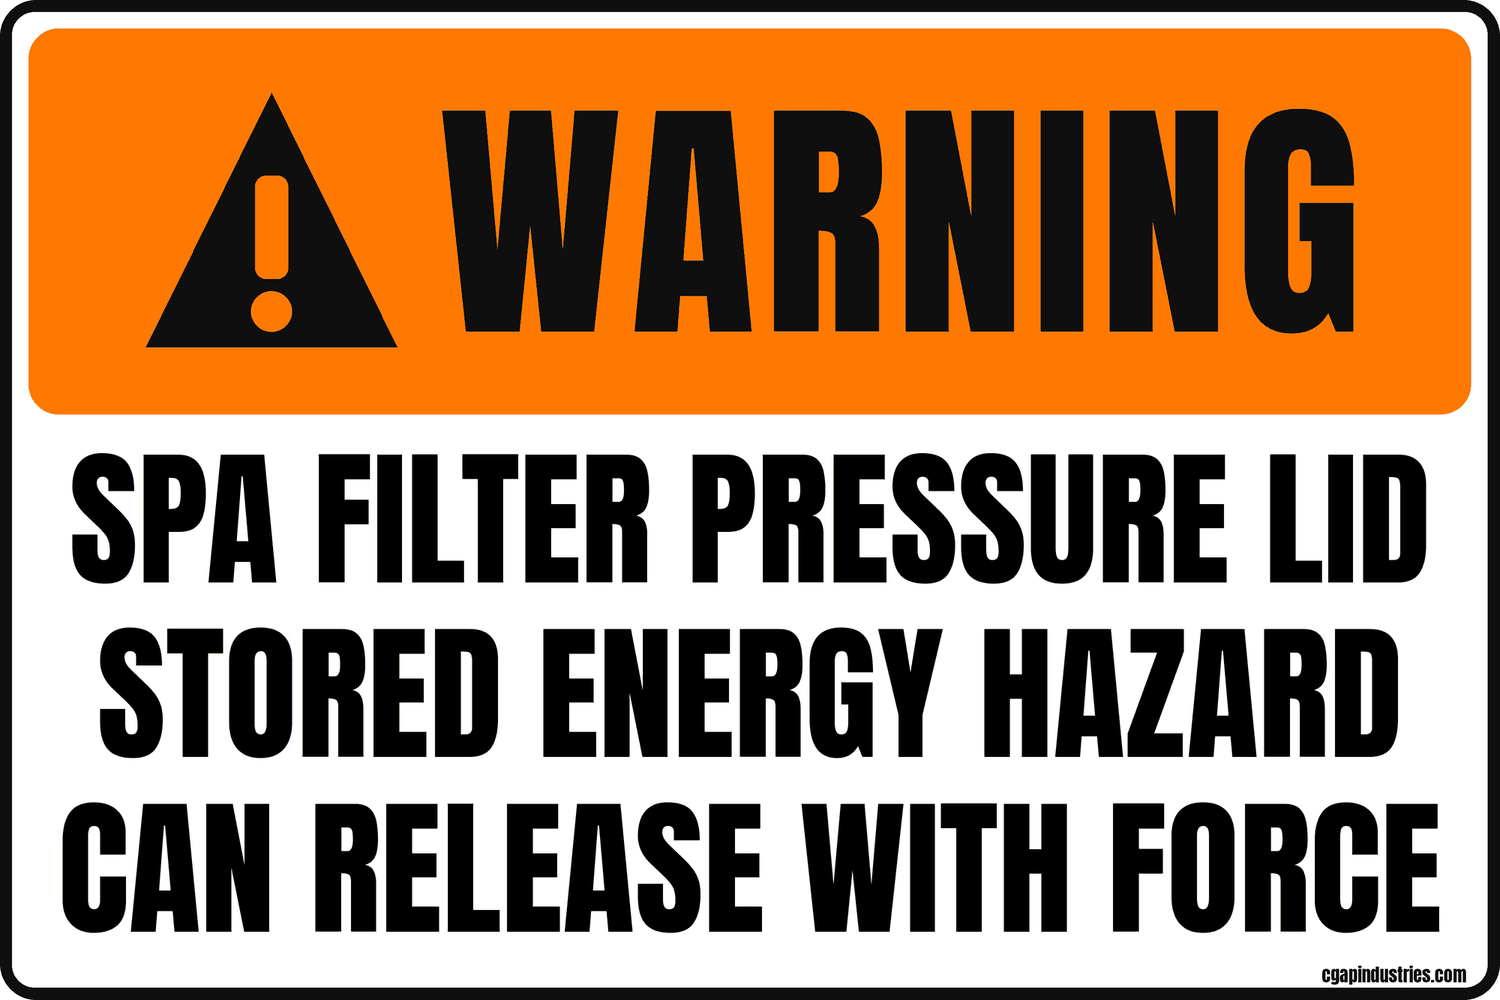 WARNING
SPA FILTER PRESSURE LID
STORED ENERGY HAZARD
CAN RELEASE WITH FORCE
cgapindustries.com